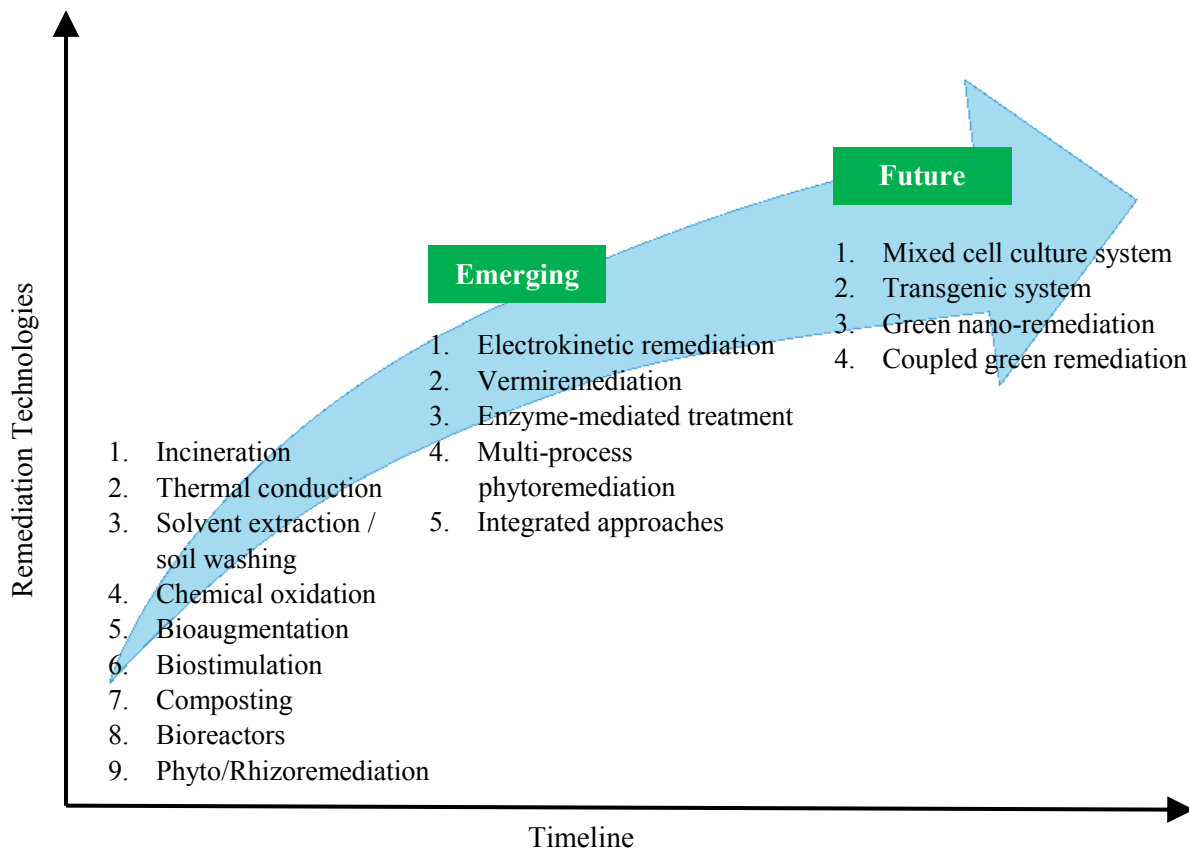 Remediation Technologies
1. Incineration
2. Thermal conduction
3. Solvent extraction /
soil washing
4. Chemical oxidation
5. Bioaugmentation
6. Biostimulation
7. Composting
8. Bioreactors
9. Phyto/Rhizoremediation
Emerging
1. Electrokinetic remediation
2. Vermiremediation
3. Enzyme-mediated treatment
4. Multi-process
phytoremediation
5. Integrated approaches
Future
1. Mixed cell culture system
2. Transgenic system
3. Green nano-remediation
4. Coupled green remediation
Timeline